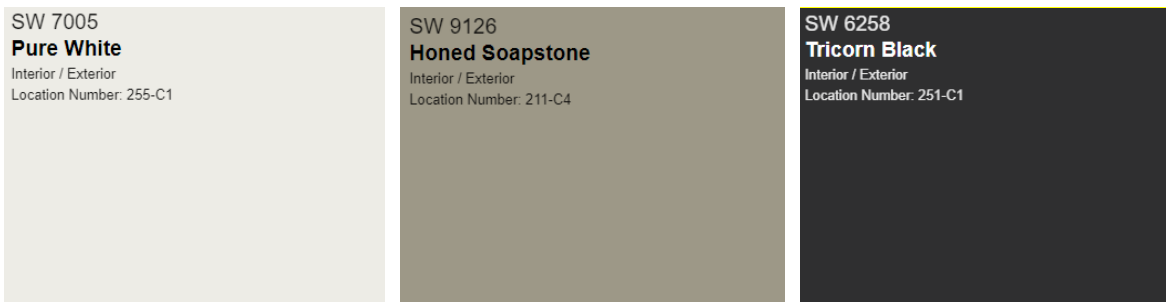 SW 7005
Pure White
Interior / Exterior
Location Number: 255-C1
SW 9126
Honed Soapstone
Interior / Exterior
Location Number: 211-C4
SW 6258
Tricorn Black
Interior / Exterior
Location Number: 251-C1